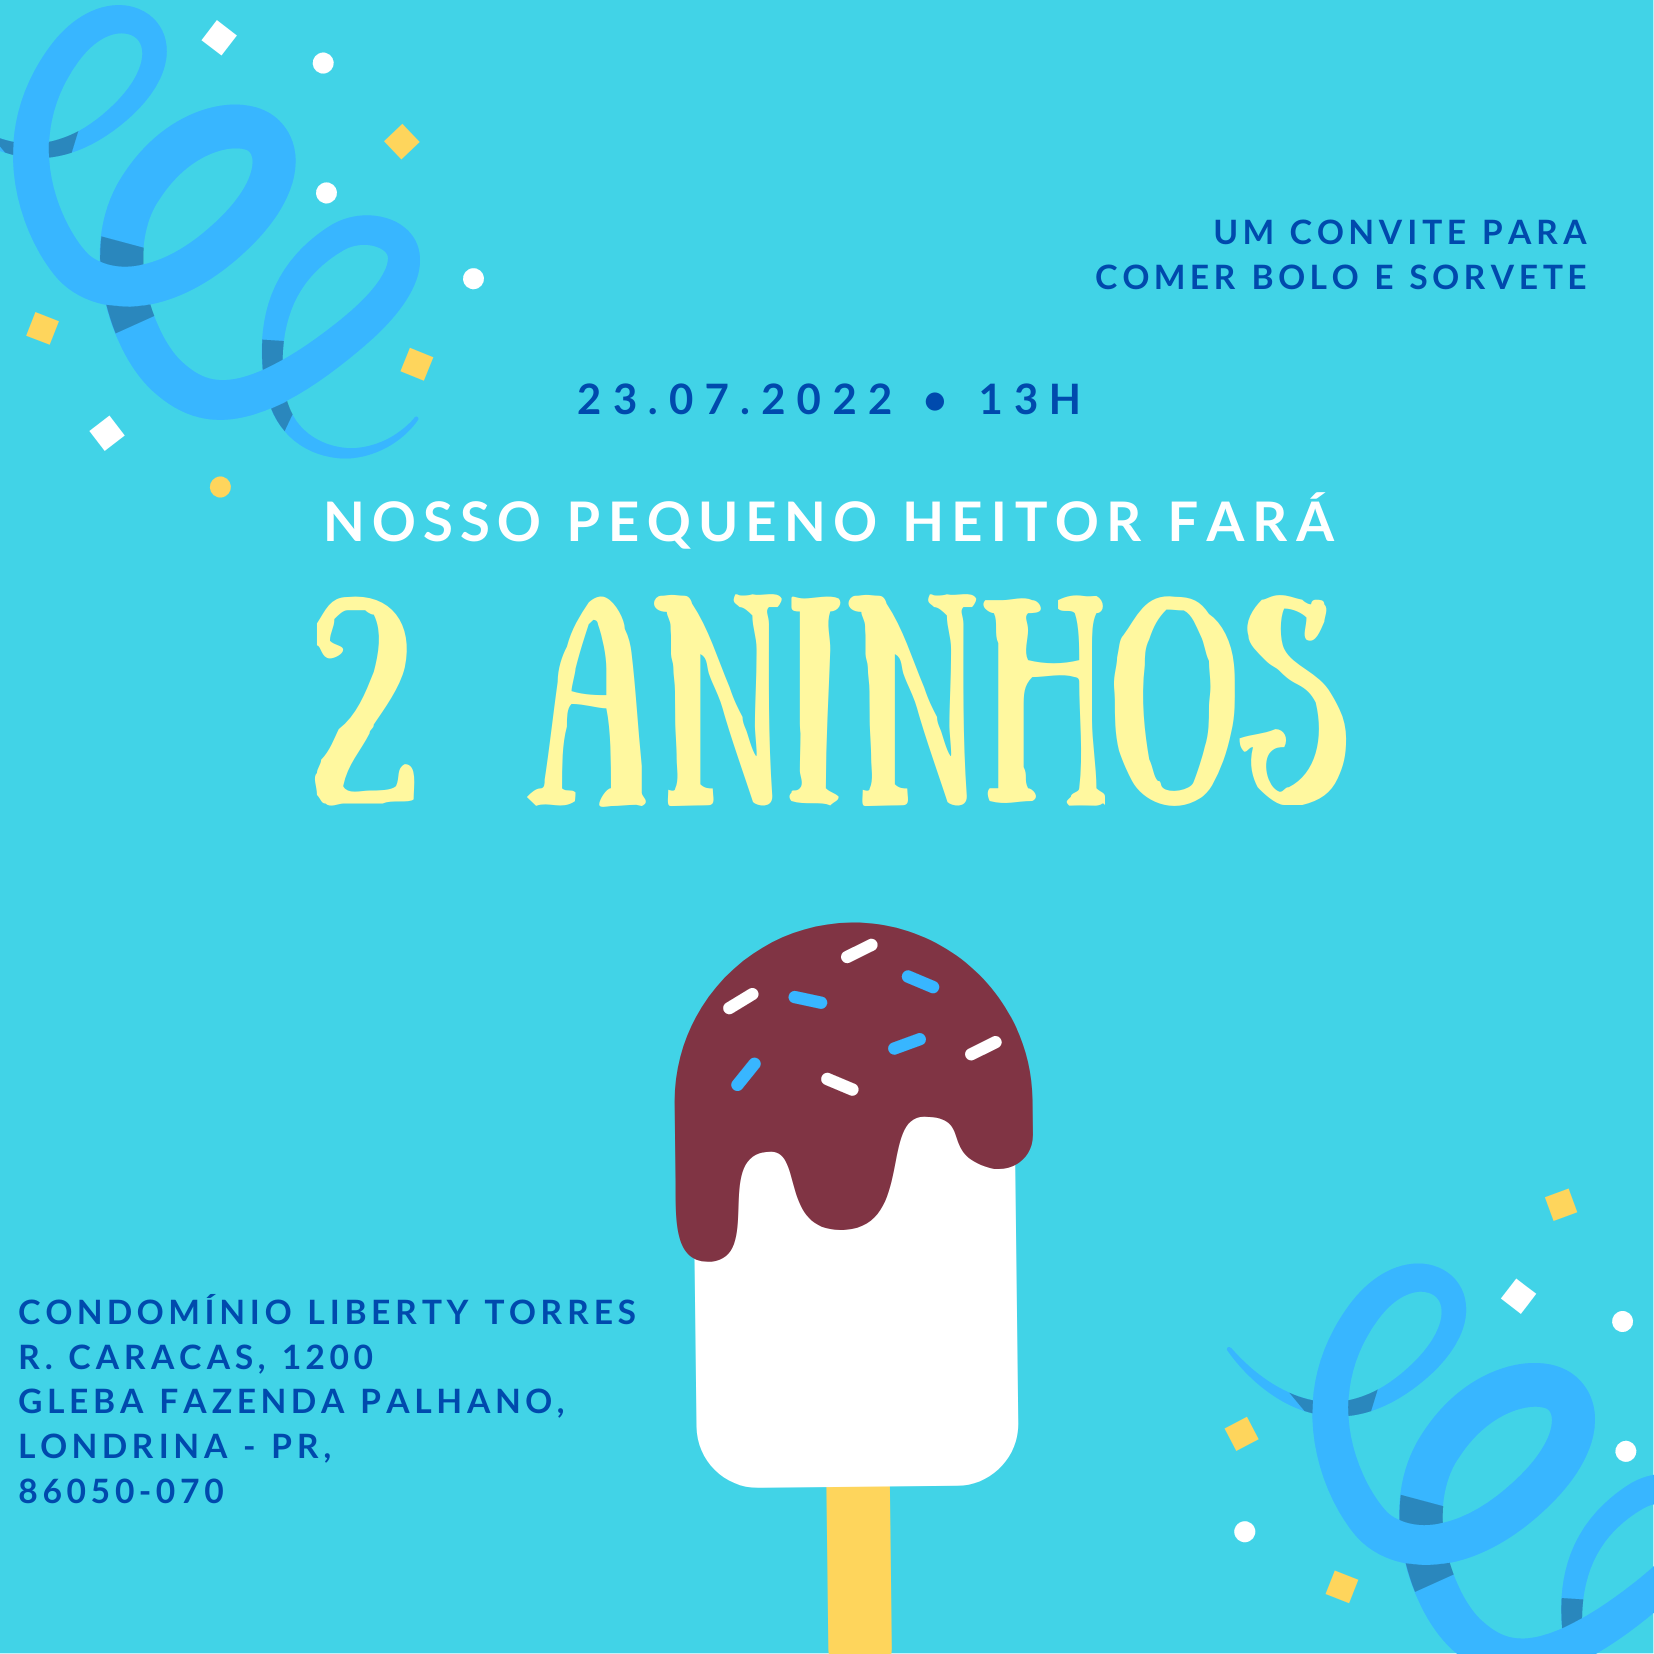 UM CONVITE PARA
COMER BOLO E SORVETE
23.07.2022 • 13H
NOSSO PEQUENO HEITOR FARÁ
2 ANINHOS
CONDOMÍNIO LIBERTY TORRES
R. CARACAS, 1200
GLEBA FAZENDA PALHANO,
LONDRINA - PR,
86050-070